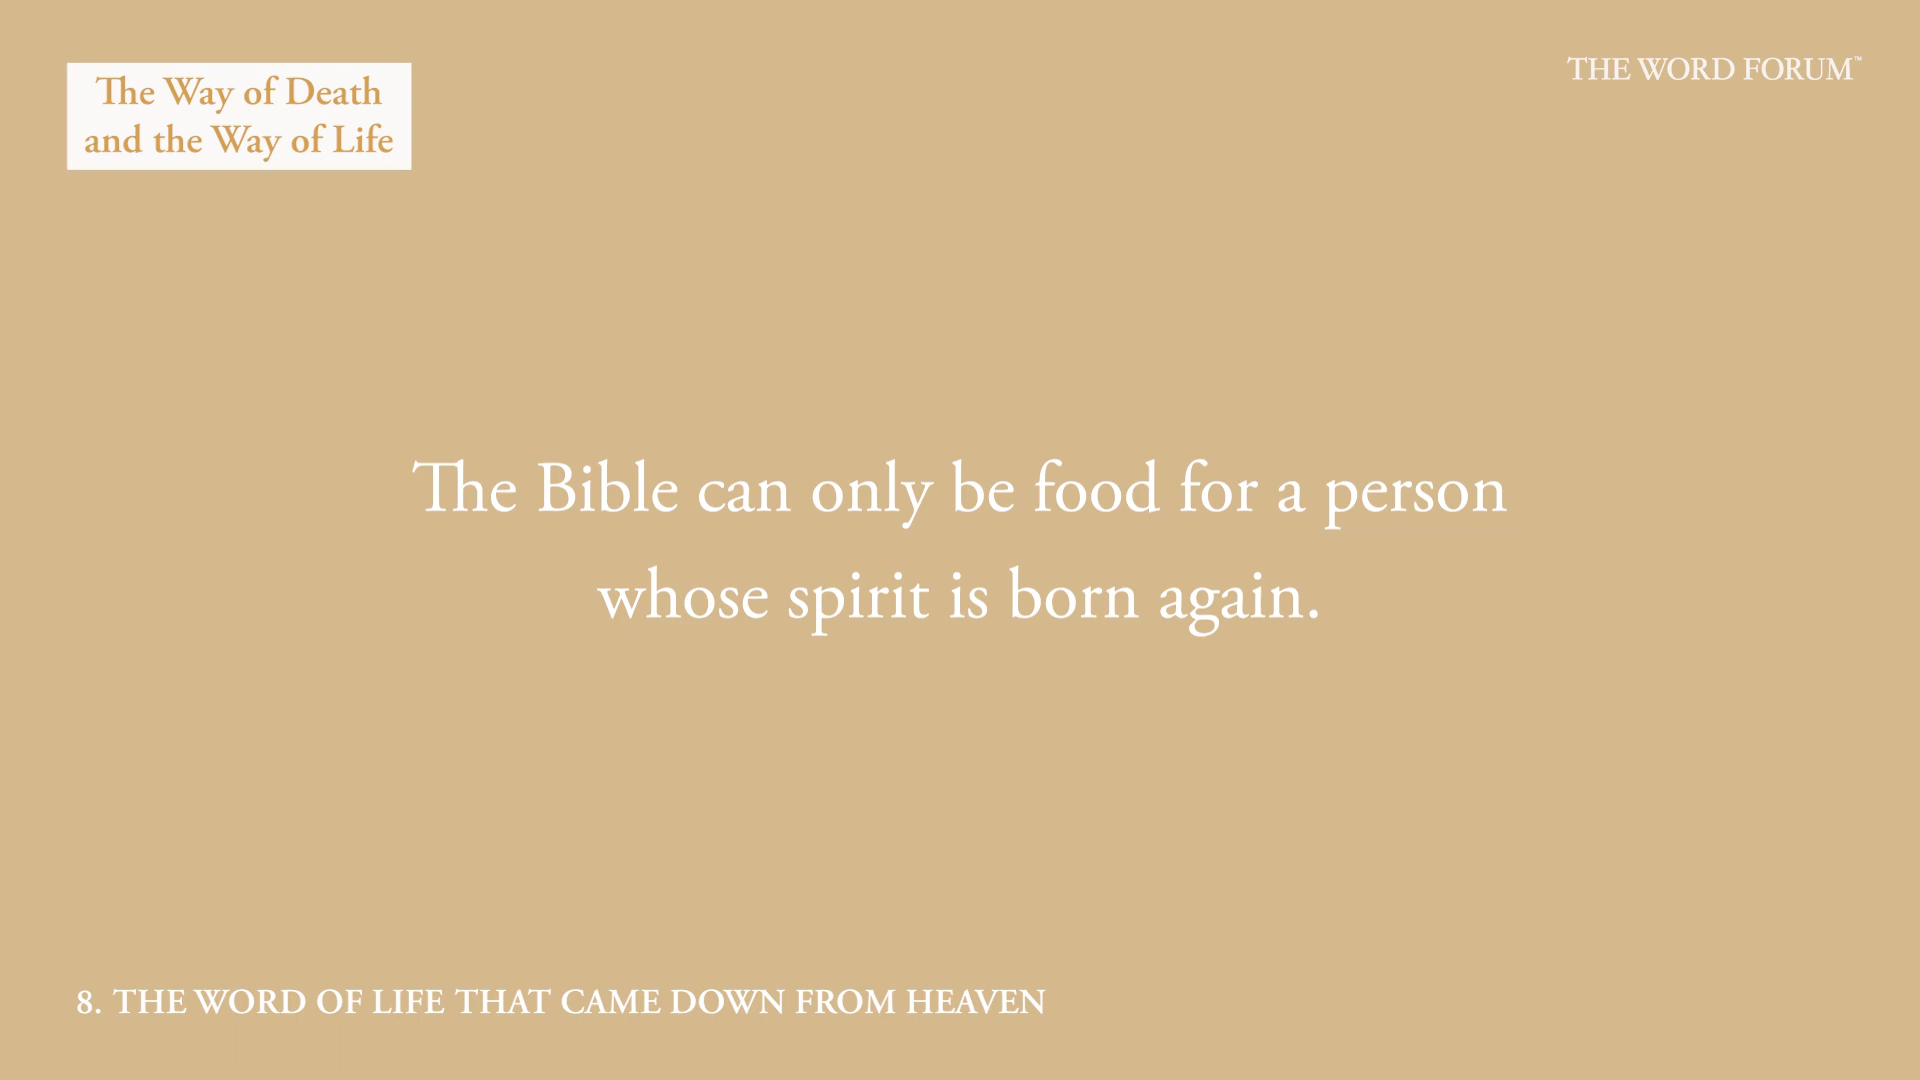 The Way of Death
and the Way of Life
THE WORD FORUM™
The Bible can only be food for a person
whose spirit is born again.
8. THE WORD OF LIFE THAT CAME DOWN FROM HEAVEN